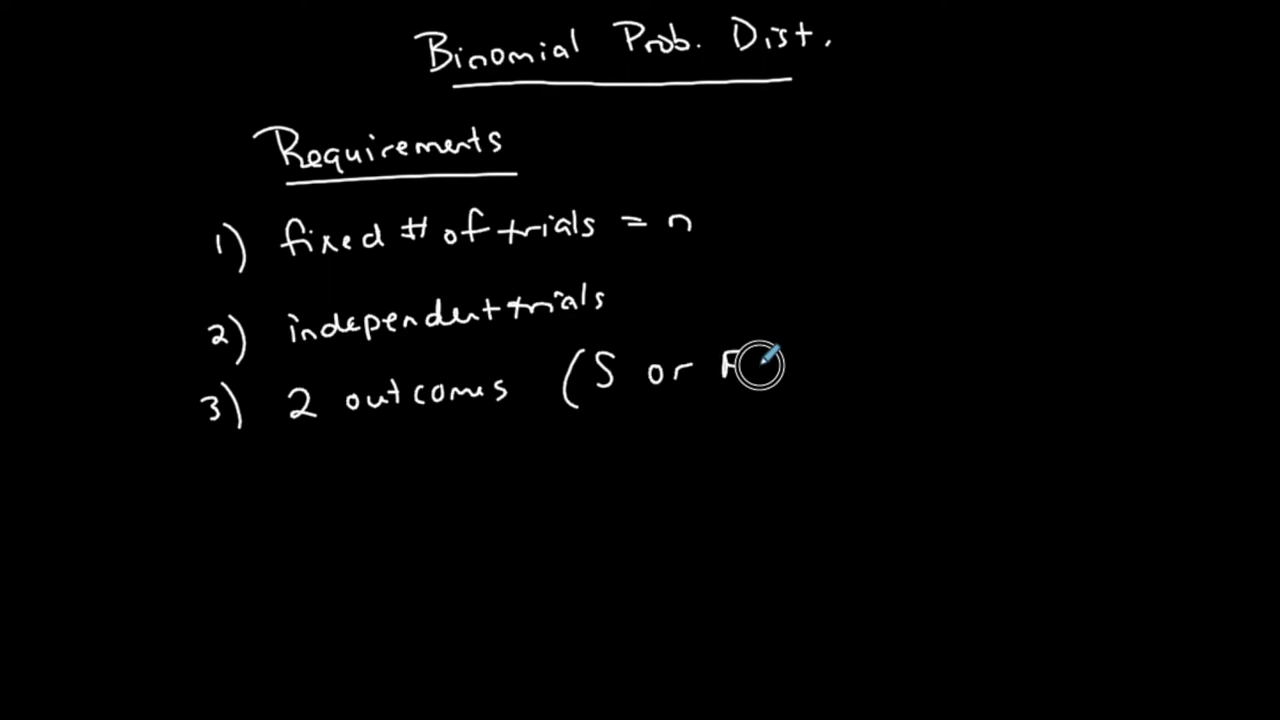 Binomial Prob. Dist.
Requirements
1) fixed # of trials = n
2) independent trials
3) 2 outcomes (S or F